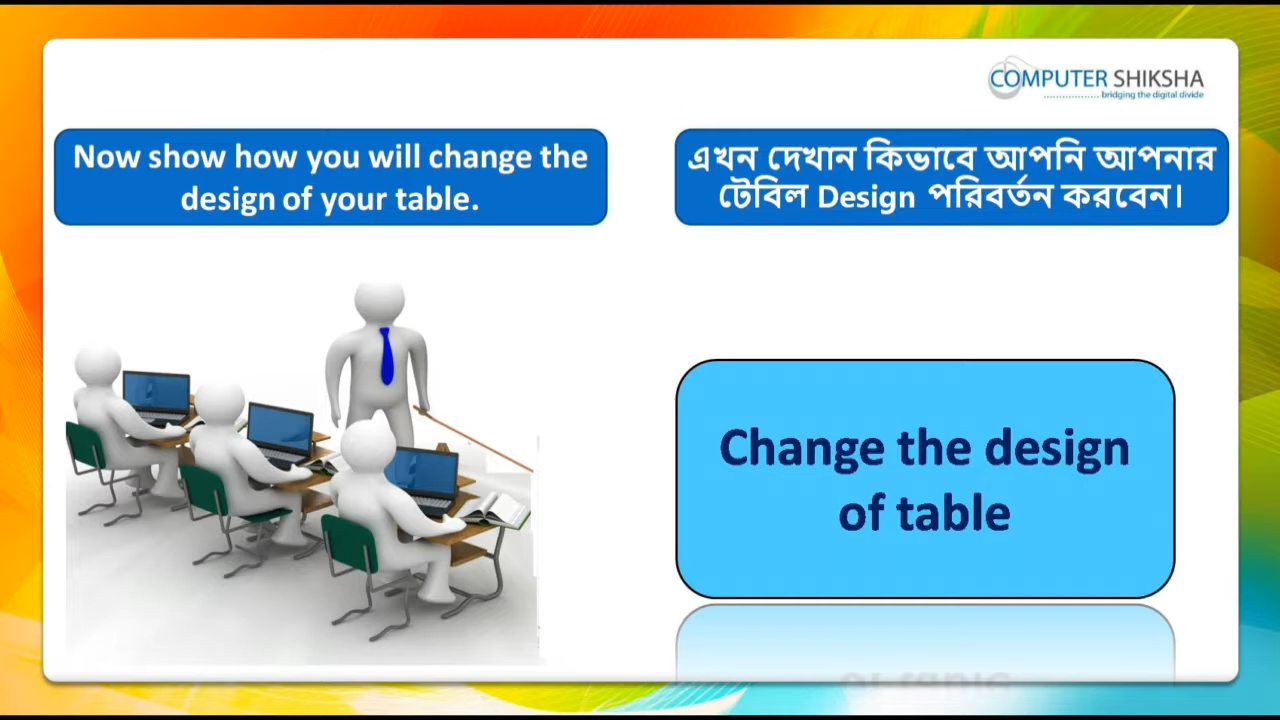 COMPUTER SHIKSHA
bridging the digital divide
Now show how you will change the
design of your table.
এখন দেখান কিভাবে আপনি আপনার
টেবিল Design পরিবর্তন করবেন।
Change the design
of table